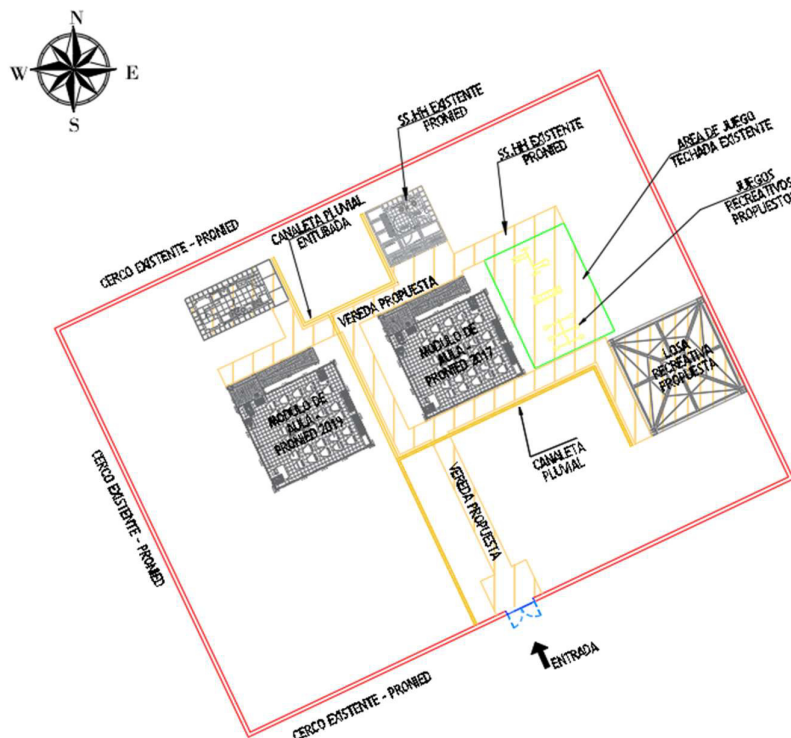 N
W
E
S
SS.HH EXISTENTE
PRONIED
SS.HH EXISTENTE
PRONIED
AREA DE JUEGO
TECHADA EXISTENTE
JUEGOS
RECREATIVOS
PROPUESTOS
CERCO EXISTENTE - PRONIED
CANALETA PLUVIAL
ENTUBADA
VEREDA PROPUESTA
MODULO DE
AULA -
PRONIED 2017
LOSA
RECREATIVA
PROPUESTA
MODULO DE
AULA -
PRONIED 2019
CANALETA
PLUVIAL
VEREDA PROPUESTA
CERCO EXISTENTE - PRONIED
ENTRADA
CERCO EXISTENTE - PRONIED